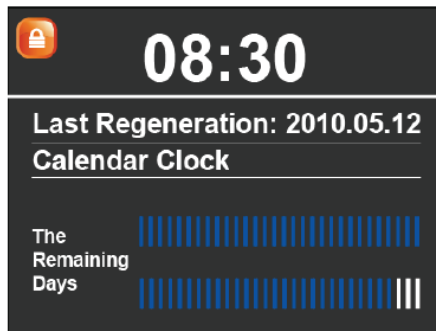 08:30
Last Regeneration: 2010.05.12
Calendar Clock
The
Remaining
Days